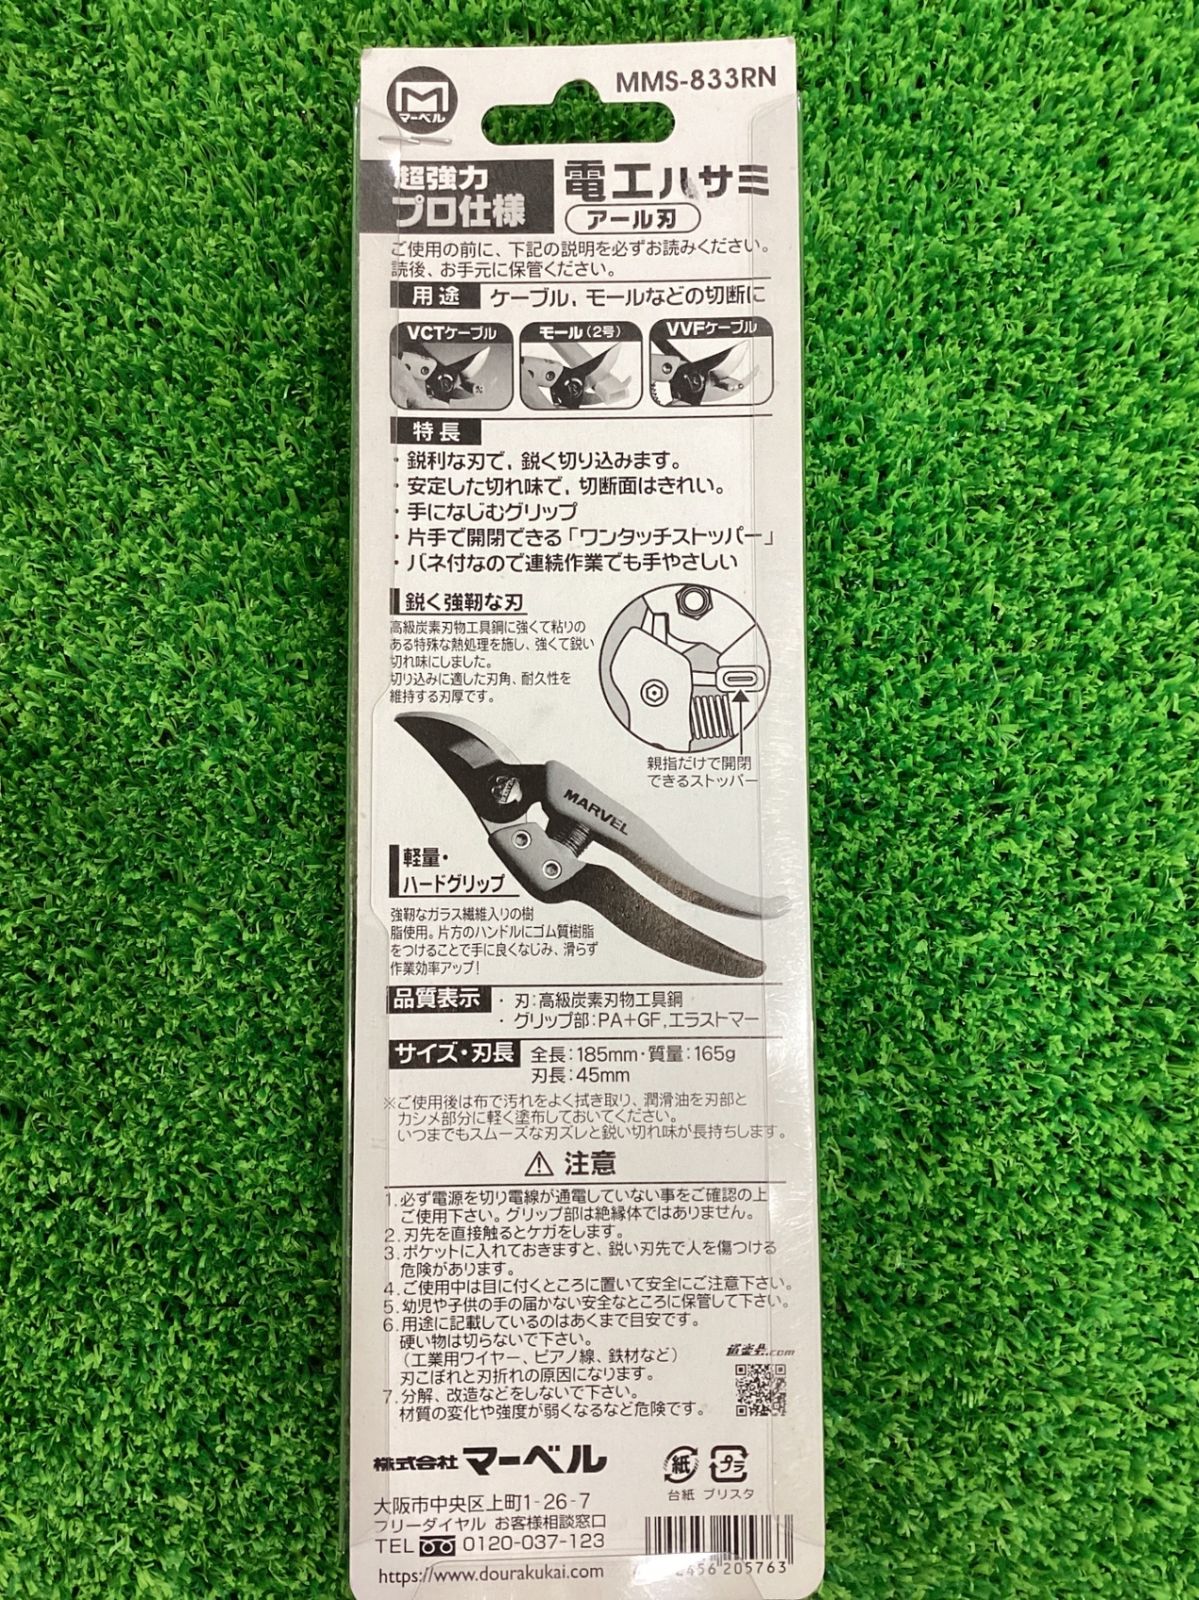 MMS-833RN
マーベル
超強力
プロ仕様
電工ハサミ
アール刃
ご使用の前に、下記の説明を必ずお読みください。
読後、お手元に保管ください。
用途 ケーブル，モールなどの切断に
VCTケーブル モール(2号) VVFケーブル
特長
・鋭利な刃で，鋭く切り込みます。
・安定した切れ味で，切断面はきれい。
・手になじむグリップ
・片手で開閉できる「ワンタッチストッパー」
・バネ付なので連続作業でも手やさしい
鋭く強靭な刃
高級炭素刃物工具鋼に強くて粘りの
ある特殊な熱処理を施し、強くて鋭い
切れ味にしました。
切り込みに適した刃角、耐久性を
維持する刃厚です。
親指だけで開閉
できるストッパー
MARVEL
軽量・
ハードグリップ
強靭なガラス繊維入りの樹
脂使用。片方のハンドルにゴム質樹脂
をつけることで手に良くなじみ、滑らず
作業効率アップ!
品質表示 ・刃:高級炭素刃物工具鋼
・グリップ部:PA+GF,エラストマー
サイズ・刃長 全長:185mm・質量:165g
刃長:45mm
※ご使用後は布で汚れをよく拭き取り、潤滑油を刃部と
カシメ部分に軽く塗布しておいてください。
いつまでもスムーズな刃ズレと鋭い切れ味が長持ちします。
⚠ 注意
1.必ず電源を切り電線が通電していない事をご確認の上
ご使用下さい。グリップ部は絶縁体ではありません。
2.刃先を直接触るとケガをします。
3.ポケットに入れておきますと、鋭い刃先で人を傷つける
危険があります。
4.ご使用中は目に付くところに置いて安全にご注意下さい。
5.幼児や子供の手の届かない安全なところに保管して下さい。
6.用途に記載しているのはあくまで目安です。
硬い物は切らないで下さい。
(工業用ワイヤー、ピアノ線、鉄材など)
刃こぼれと刃折れの原因になります。
7.分解、改造などをしないで下さい。
材質の変化や強度が弱くなるなど危険です。
道楽具.com
株式会社 マーベル
大阪市中央区上町1-26-7
フリーダイヤル お客様相談窓口
TEL 0120-037-123
https://www.dourakukai.com
紙 プラ
台紙 ブリスタ
456 205763